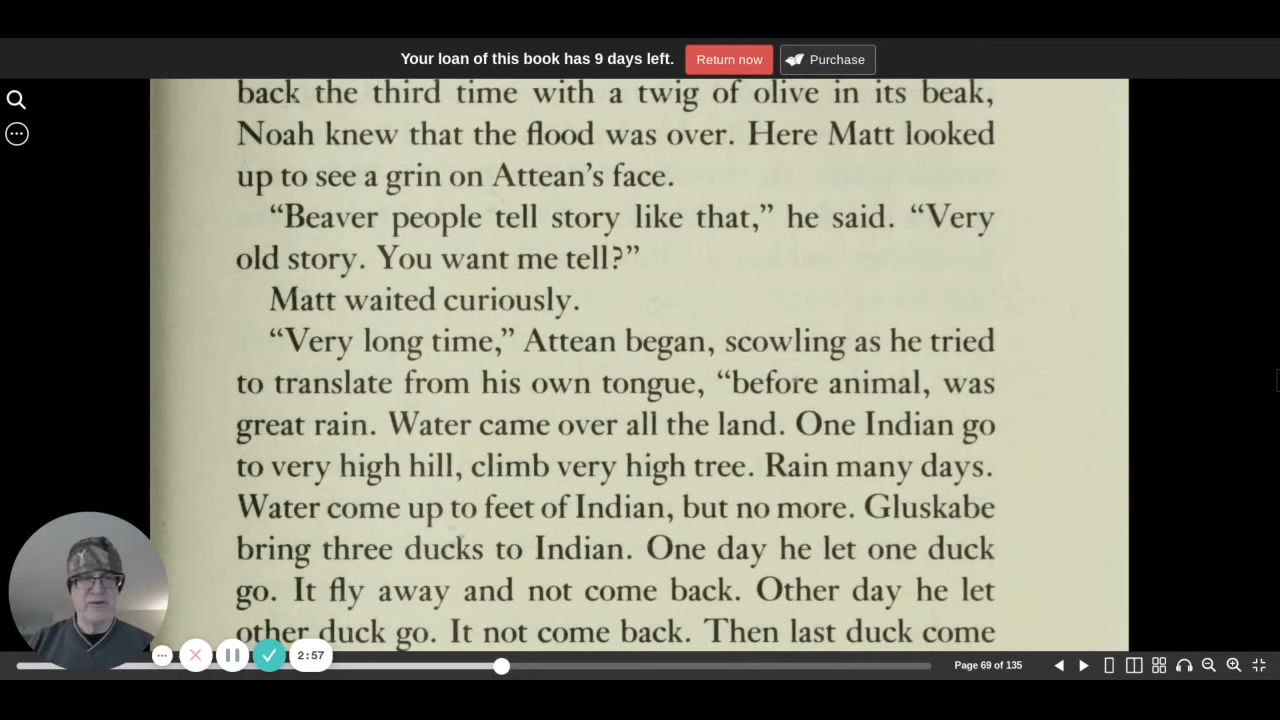 Your loan of this book has 9 days left. Return now Purchase
back the third time with a twig of olive in its beak,
Noah knew that the flood was over. Here Matt looked
up to see a grin on Attean’s face.
“Beaver people tell story like that,” he said. “Very
old story. You want me tell?”
Matt waited curiously.
“Very long time,” Attean began, scowling as he tried
to translate from his own tongue, “before animal, was
great rain. Water came over all the land. One Indian go
to very high hill, climb very high tree. Rain many days.
Water come up to feet of Indian, but no more. Gluskabe
bring three ducks to Indian. One day he let one duck
go. It fly away and not come back. Other day he let
other duck go. It not come back. Then last duck come
2:57
Page 69 of 135